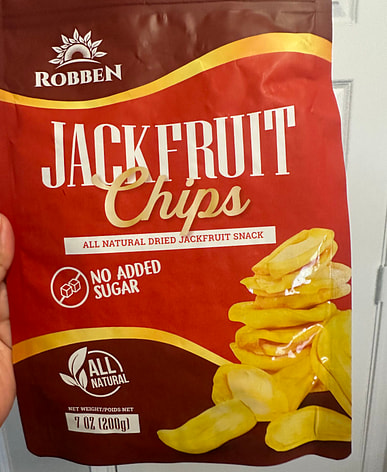 ROBBEN
JACKFRUIT
Chips
ALL NATURAL DRIED JACKFRUIT SNACK
NO ADDED
SUGAR
ALL
NATURAL
NET WEIGHT/POIDS NET
7 OZ (200g)